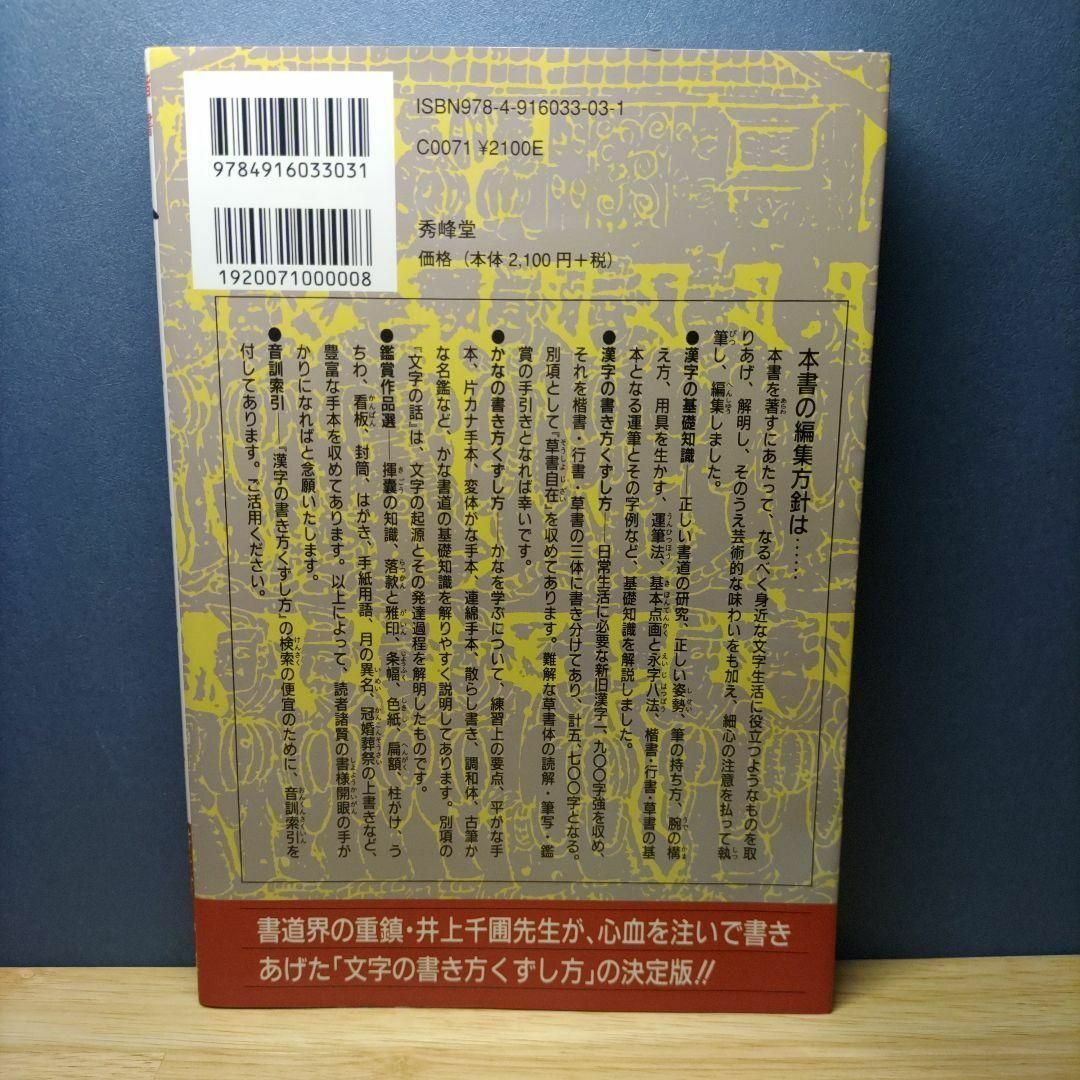 ISBN978-4-916033-03-1
C0071 ¥2100E
9784916033031
1920071000008
秀峰堂
価格（本体 2,100 円＋税）
本書の編集方針は……
本書を著すにあたって、なるべく身近な文字生活に役立つようなものを取
りあげ、解明し、そのうえ芸術的な味わいをも加え、細心の注意を払って執
筆し、編集しました。
●漢字の基礎知識――正しい書道の研究、正しい姿勢、筆の持ち方、腕の構
え方、用具を生かす、運筆法、基本点画と永字八法、楷書・行書・草書の基
本となる運筆とその字例など、基礎知識を解説しました。
●漢字の書き方くずし方――日常生活に必要な新旧漢字一、九〇〇字強を収め、
それを楷書・行書・草書の三体に書き分けてあり、計五、七〇〇字となる。
別項として『草書自在』を収めてあります。難解な草書体の読解・筆写・鑑
賞の手引きとなれば幸いです。
●かなの書き方くずし方――かなを学ぶについて、練習上の要点、平がな手
本、片カナ手本、変体がな手本、連綿手本、散らし書き、調和体、古筆か
な名鑑など、かな書道の基礎知識を解りやすく説明してあります。別項の
『文字の話』は、文字の起源とその発達過程を解明したものです。
●鑑賞作品選――揮嚢の知識、落款と雅印、条幅、色紙、扁額、柱かけ、う
ちわ、看板、封筒、はがき、手紙用語、月の異名、冠婚葬祭の上書きなど、
豊富な手本を収めてあります。以上によって、読者諸賢の書様開眼の手が
かりになればと念願いたします。
●音訓索引――『漢字の書き方くずし方』の検索の便宜のために、音訓索引を
付してあります。ご活用ください。
書道界の重鎮・井上千圃先生が、心血を注いで書き
あげた「文字の書き方くずし方」の決定版!!